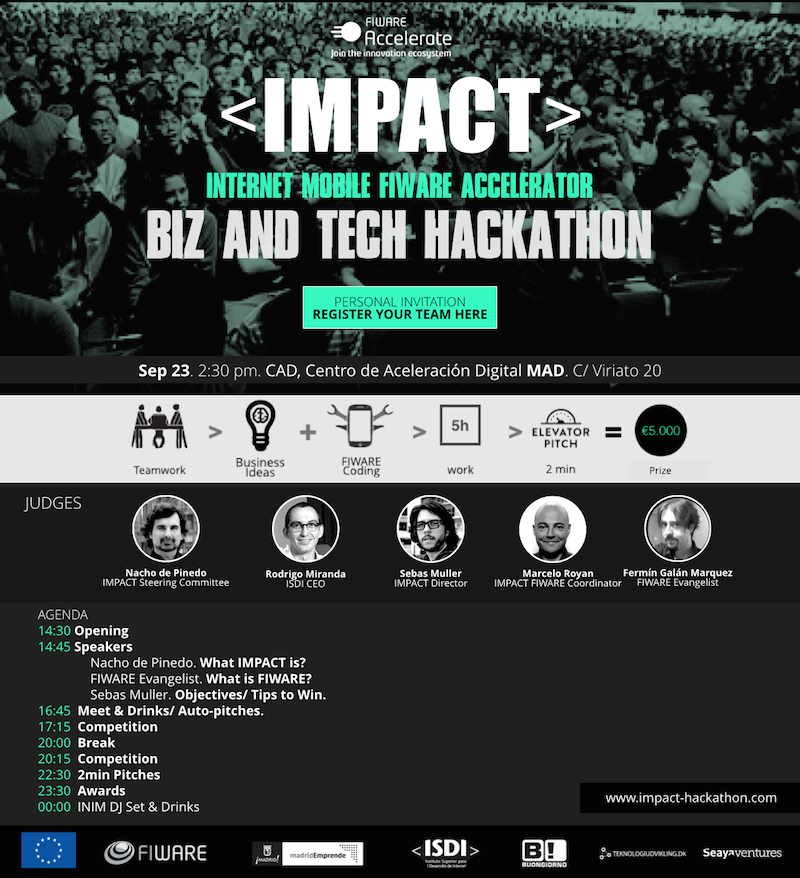 FIWARE
Accelerate
Join the innovation ecosystem
<IMPACT>
INTERNET MOBILE FIWARE ACCELERATOR
BIZ AND TECH HACKATHON
PERSONAL INVITATION
REGISTER YOUR TEAM HERE
Sep 23. 2:30 pm. CAD, Centro de Aceleración Digital MAD. C/ Viriato 20
Teamwork
>
Business
Ideas
+
FIWARE
Coding
>
5h
work
>
ELEVATOR
PITCH
2 min
=
€5.000
Prize
JUDGES
Nacho de Pinedo
IMPACT Steering Committee
Rodrigo Miranda
ISDI CEO
Sebas Muller
IMPACT Director
Marcelo Royan
IMPACT FIWARE Coordinator
Fermín Galán Marquez
FIWARE Evangelist
AGENDA
14:30 Opening
14:45 Speakers
Nacho de Pinedo. What IMPACT is?
FIWARE Evangelist. What is FIWARE?
Sebas Muller. Objectives/ Tips to Win.
16:45 Meet & Drinks/ Auto-pitches.
17:15 Competition
20:00 Break
20:15 Competition
22:30 2min Pitches
23:30 Awards
00:00 INIM DJ Set & Drinks
www.impact-hackathon.com
FIWARE
¡MADRID!
madridEmprende
<ISDI>
Instituto Superior para
el Desarrollo de Internet
B!
BUONGIORNO
TEKNOLOGIUDVIKLING.DK
Seayaventures